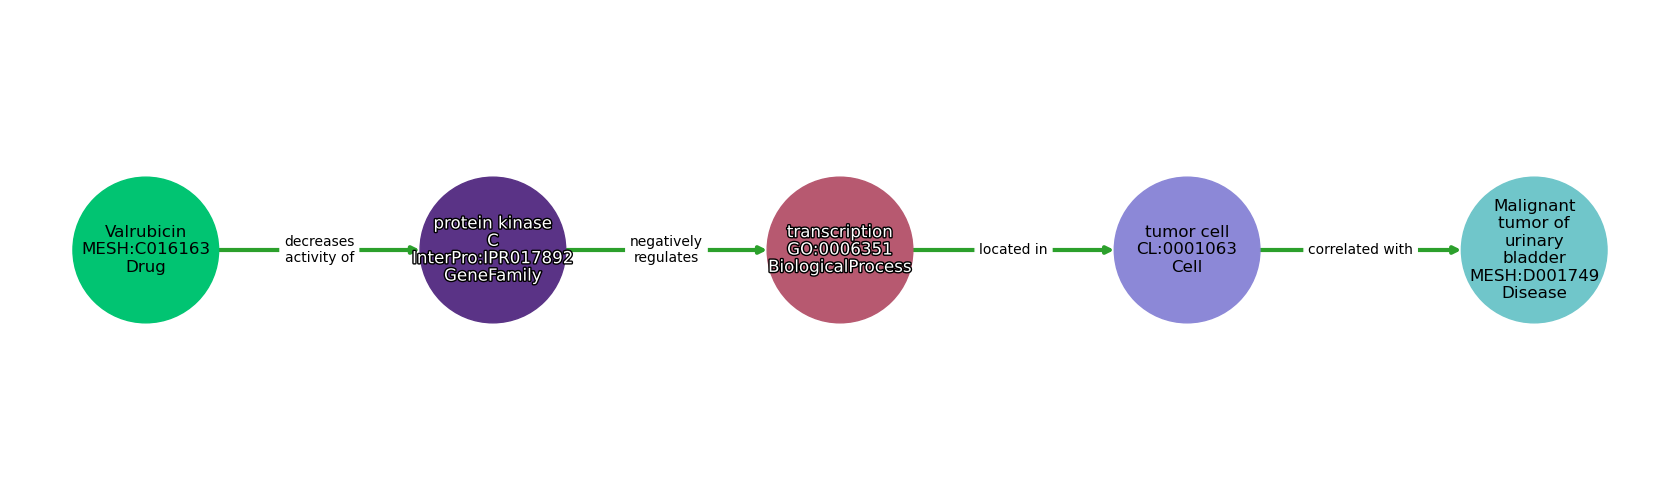 Valrubicin
MESH:C016163
Drug
decreases
activity of
protein kinase
C
InterPro:IPR017892
GeneFamily
negatively
regulates
transcription
GO:0006351
BiologicalProcess
located in
tumor cell
CL:0001063
Cell
correlated with
Malignant
tumor of
urinary
bladder
MESH:D001749
Disease